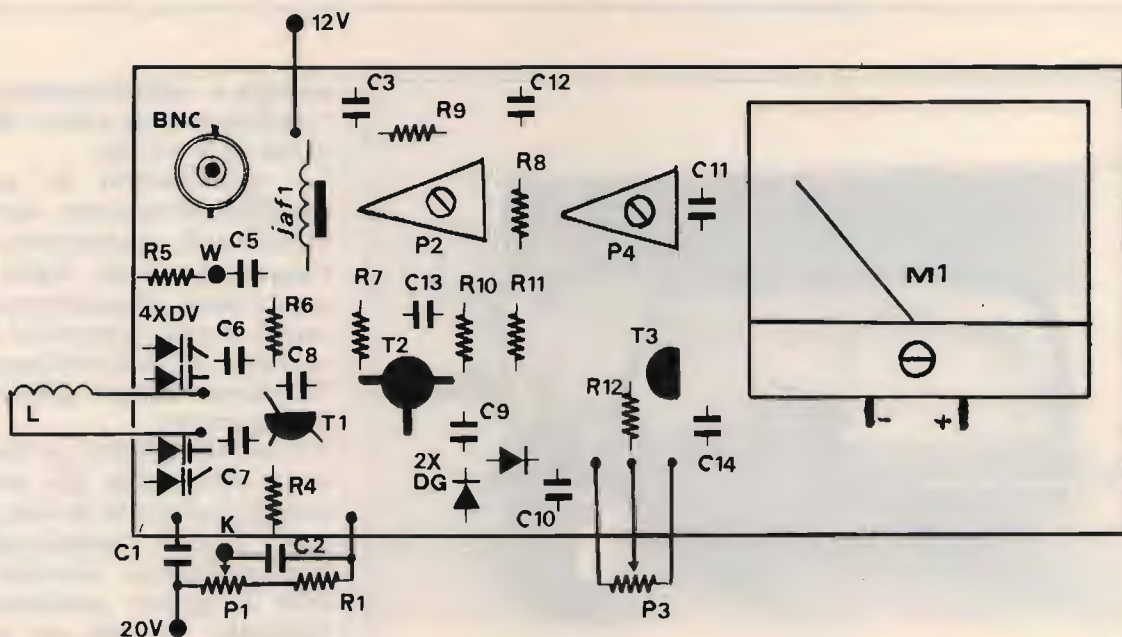 12V
C3
C12
BNC
R9
R8
C11
jaf1
P2
P4
M1
R5
W
C5
R7
C13
R10
R11
4XDV
R6
C6
C8
T2
T3
R12
L
T1
C9
- +
C7
2X
DG
C14
R4
C10
K
C1
C2
P1
R1
P3
20V